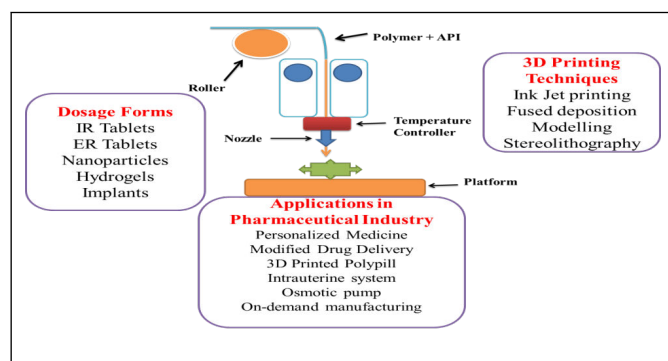 Polymer + API
Roller
3D Printing
Techniques
Ink Jet printing
Fused deposition
Modelling
Stereolithography
Dosage Forms
IR Tablets
ER Tablets
Nanoparticles
Hydrogels
Implants
Temperature
Controller
Nozzle
Platform
Applications in
Pharmaceutical Industry
Personalized Medicine
Modified Drug Delivery
3D Printed Polypill
Intrauterine system
Osmotic pump
On-demand manufacturing